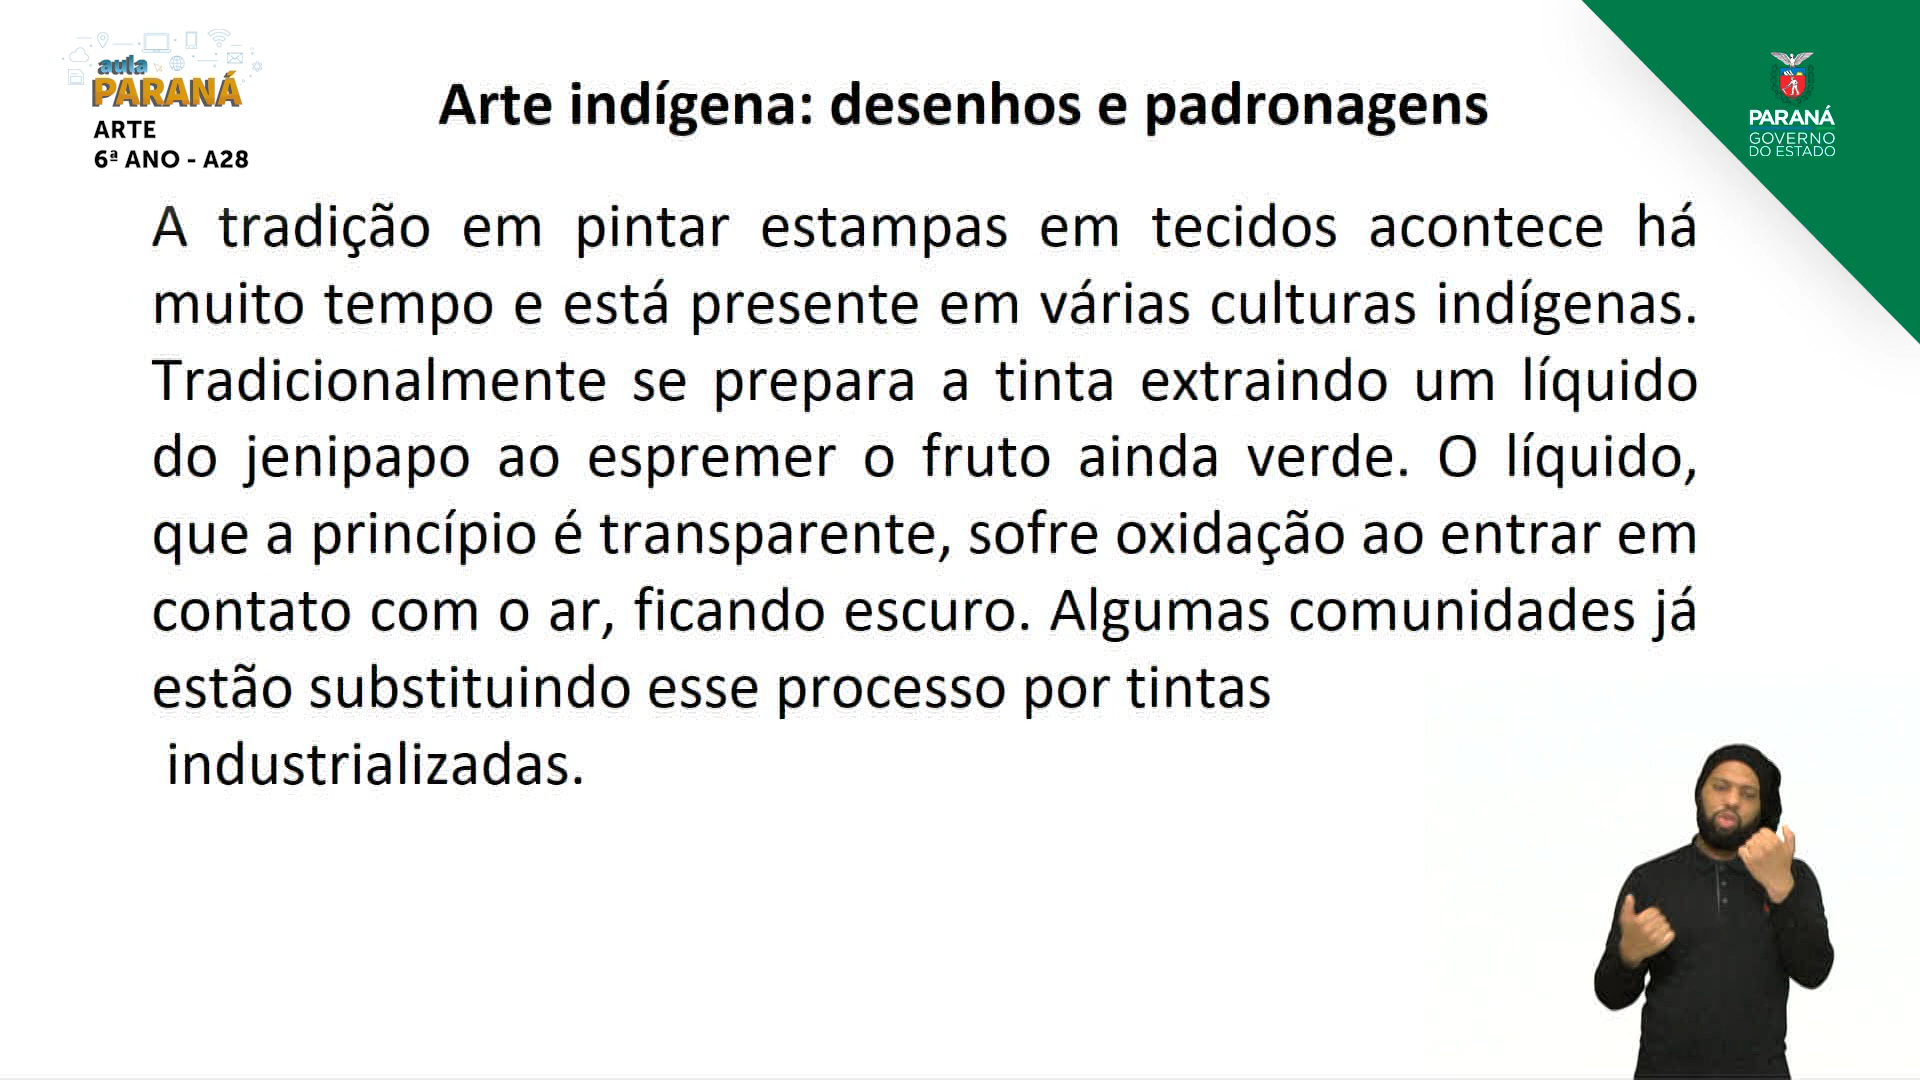 aula
PARANÁ
ARTE
6ª ANO - A28
Arte indígena: desenhos e padronagens
PARANÁ
GOVERNO
DO ESTADO
A tradição em pintar estampas em tecidos acontece há
muito tempo e está presente em várias culturas indígenas.
Tradicionalmente se prepara a tinta extraindo um líquido
do jenipapo ao espremer o fruto ainda verde. O líquido,
que a princípio é transparente, sofre oxidação ao entrar em
contato com o ar, ficando escuro. Algumas comunidades já
estão substituindo esse processo por tintas
industrializadas.